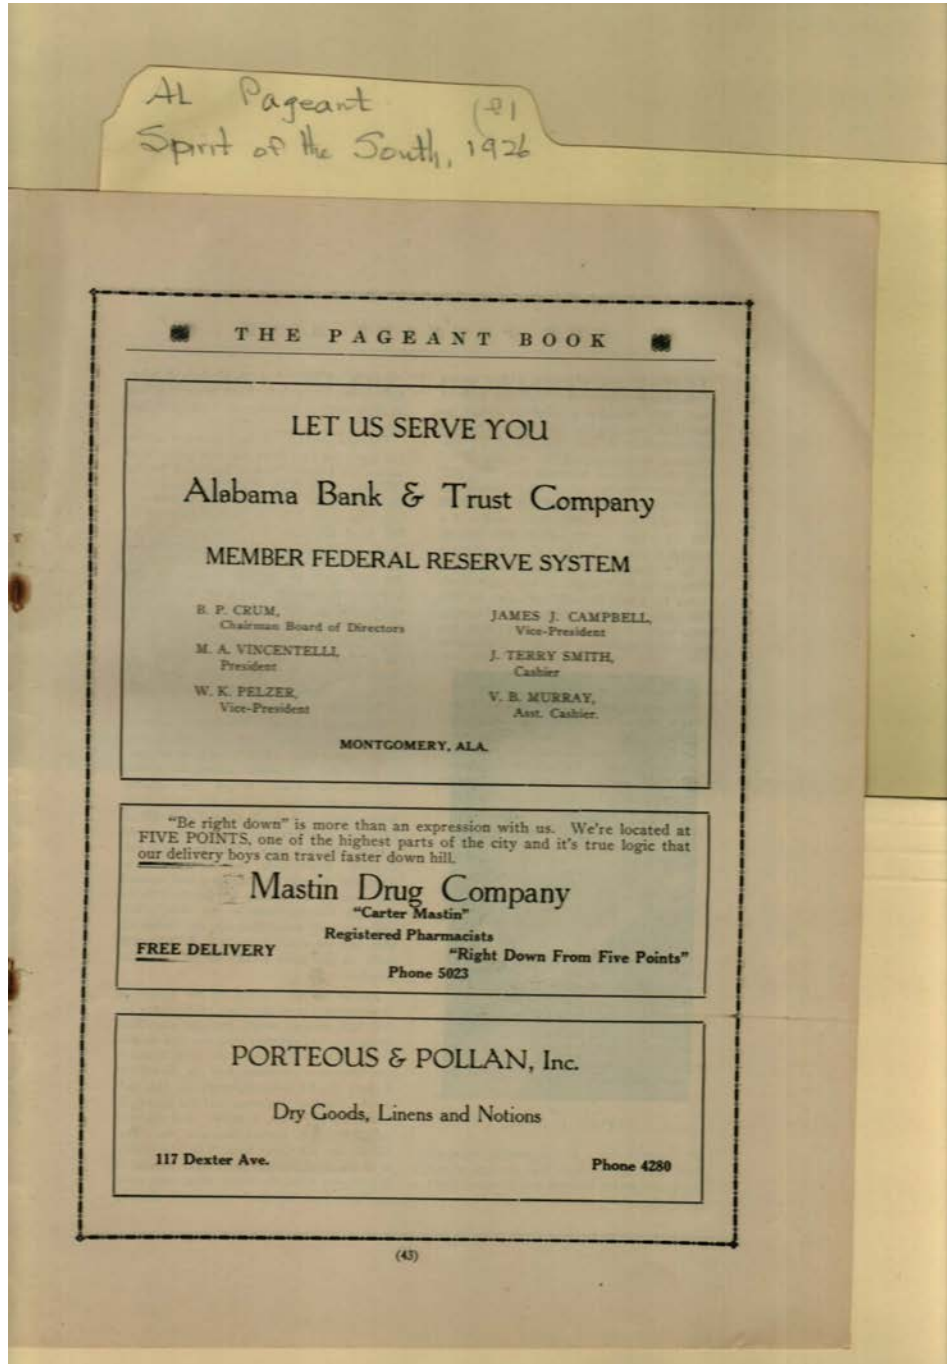 AL Pageant
Spirit of the South, 1926
THE PAGEANT BOOK
LET US SERVE YOU
Alabama Bank & Trust Company
MEMBER FEDERAL RESERVE SYSTEM
B. P. CRUM,
Chairman Board of Directors
M. A. VINCENTELLI,
President
W. K. PELZER,
Vice-President
JAMES J. CAMPBELL,
Vice-President
J. TERRY SMITH,
Cashier
V. B. MURRAY,
Asst. Cashier.
MONTGOMERY, ALA.
"Be right down" is more than an expression with us. We're located at
FIVE POINTS, one of the highest parts of the city and it's true logic that
our delivery boys can travel faster down hill.
Mastin Drug Company
"Carter Mastin"
Registered Pharmacists
FREE DELIVERY
"Right Down From Five Points"
Phone 5023
PORTEOUS & POLLAN, Inc.
Dry Goods, Linens and Notions
117 Dexter Ave.
Phone 4280
(43)